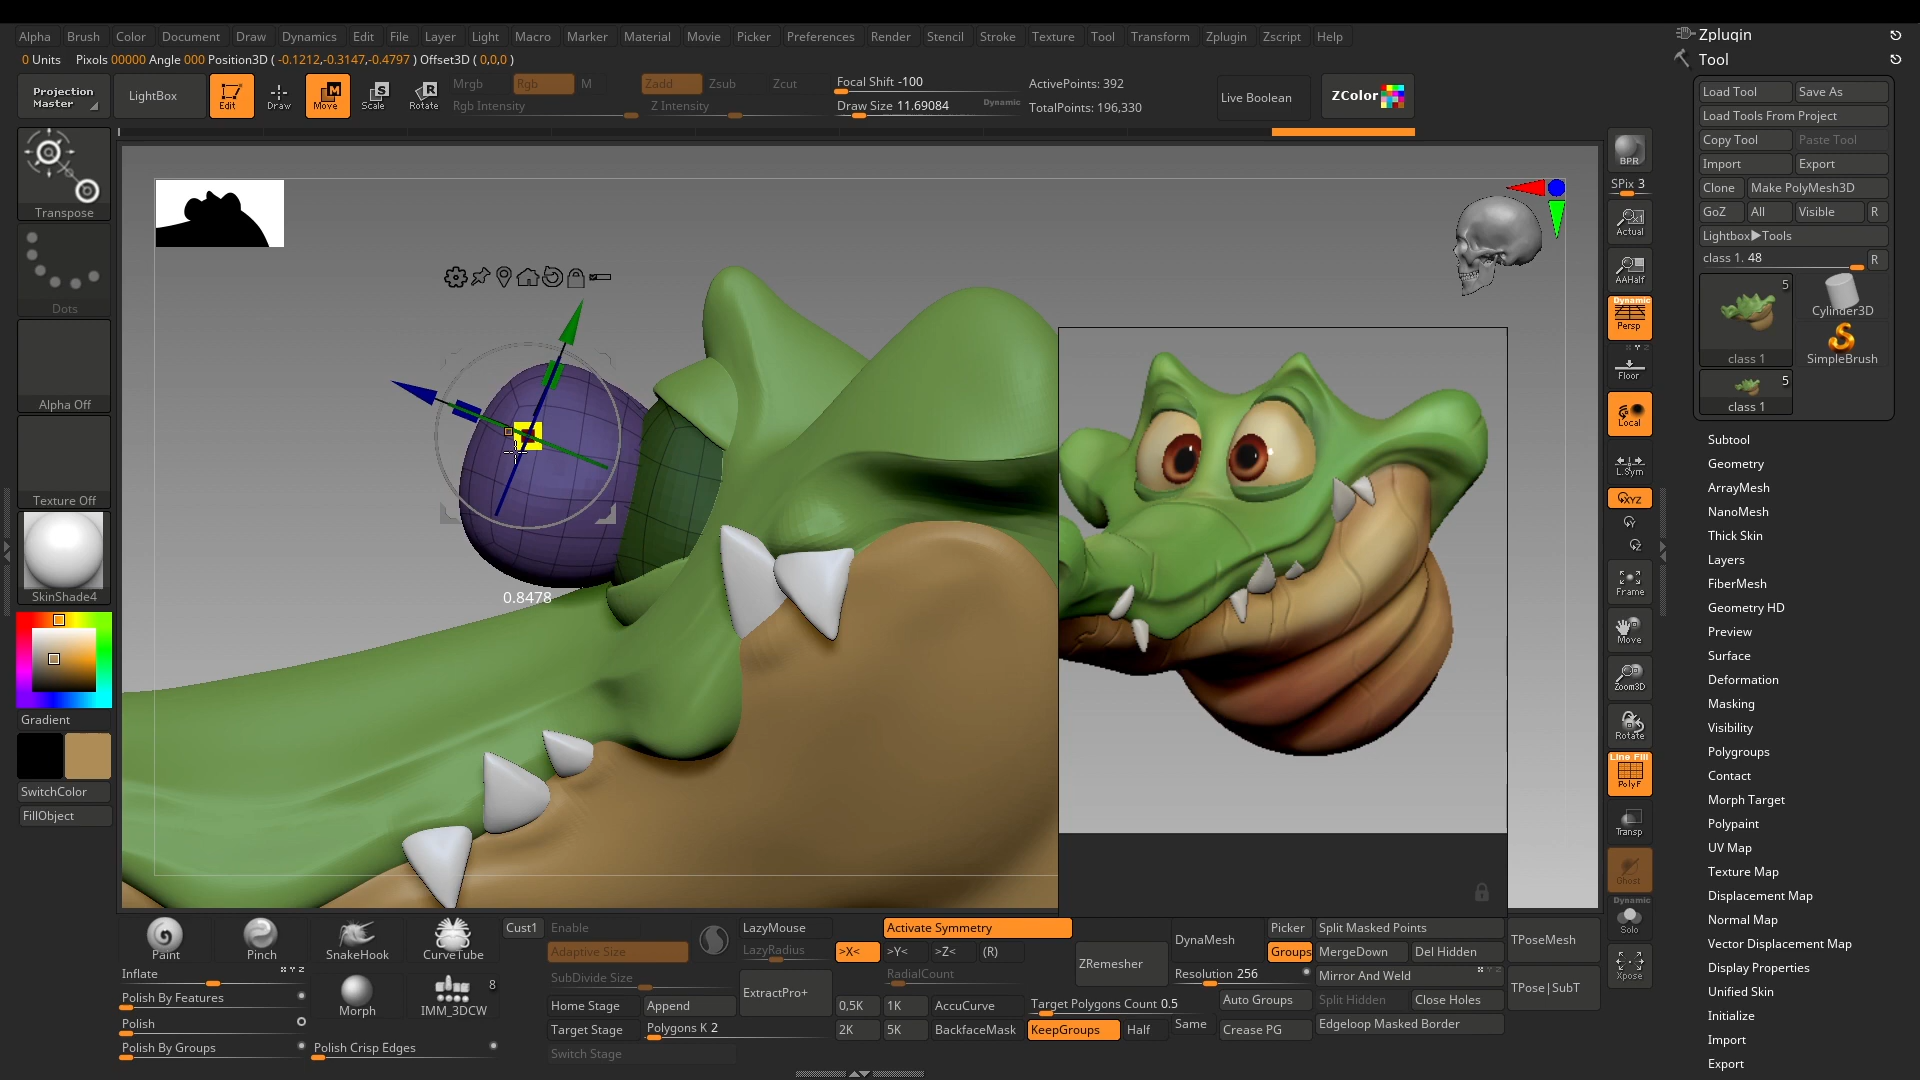 Alpha Brush Color Document Draw Dynamics Edit File Layer Light Macro Marker Material Movie Picker Preferences Render Stencil Stroke Texture Tool Transform Zplugin Zscript Help
0 Units Pixols 00000 Angle 000 Position3D ( -0.1212,-0.3147,-0.4797 ) Offset3D ( 0,0,0 )
Projection Master
LightBox
Edit
Draw
Move
Scale
Rotate
Mrgb Rgb M
Rgb Intensity
Zadd Zsub Zcut
Z Intensity
Focal Shift -100
Draw Size 11.69084 Dynamic
ActivePoints: 392
TotalPoints: 196,330
Live Boolean
ZColor
Transpose
Dots
Alpha Off
Texture Off
SkinShade4
Gradient
SwitchColor
FillObject
0.8478
BPR
SPix 3
Actual
AAHalf
Dynamic
Persp
Floor
Local
L.Sym
XYZ
Y
Z
Frame
Move
Zoom3D
Rotate
Line Fill
PolyF
Transp
Ghost
Dynamic
Solo
Xpose
Zplugin
Tool
Load Tool Save As
Load Tools From Project
Copy Tool Paste Tool
Import Export
Clone Make PolyMesh3D
GoZ All Visible R
Lightbox▶Tools
class 1. 48 R
5
class 1
Cylinder3D
SimpleBrush
5
class 1
Subtool
Geometry
ArrayMesh
NanoMesh
Thick Skin
Layers
FiberMesh
Geometry HD
Preview
Surface
Deformation
Masking
Visibility
Polygroups
Contact
Morph Target
Polypaint
UV Map
Texture Map
Displacement Map
Normal Map
Vector Displacement Map
Display Properties
Unified Skin
Initialize
Import
Export
Paint
Pinch
SnakeHook
CurveTube
Inflate
Polish By Features
Polish
Polish By Groups
Morph
8
IMM_3DCW
Polish Crisp Edges
Cust1
Enable
Adaptive Size
SubDivide Size
Home Stage Append
Target Stage Polygons K 2
Switch Stage
LazyMouse
LazyRadius
ExtractPro+
Activate Symmetry
>X< >Y< >Z< (R)
RadialCount
0,5K 1K AccuCurve
2K 5K BackfaceMask
ZRemesher
Target Polygons Count 0.5
KeepGroups Half Same
DynaMesh
Resolution 256
Picker
Groups
Auto Groups
Crease PG
Split Masked Points
MergeDown Del Hidden
Mirror And Weld
Split Hidden Close Holes
Edgeloop Masked Border
TPoseMesh
TPose|SubT